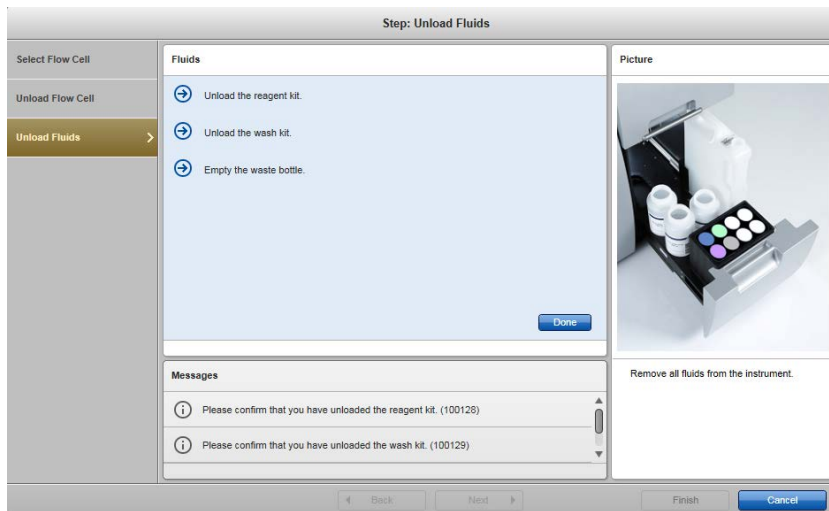 Step: Unload Fluids
Select Flow Cell
Unload Flow Cell
Unload Fluids
Fluids
Unload the reagent kit.
Unload the wash kit.
Empty the waste bottle.
Done
Messages
Please confirm that you have unloaded the reagent kit. (100128)
Please confirm that you have unloaded the wash kit. (100129)
Picture
Remove all fluids from the instrument.
Back
Next
Finish
Cancel